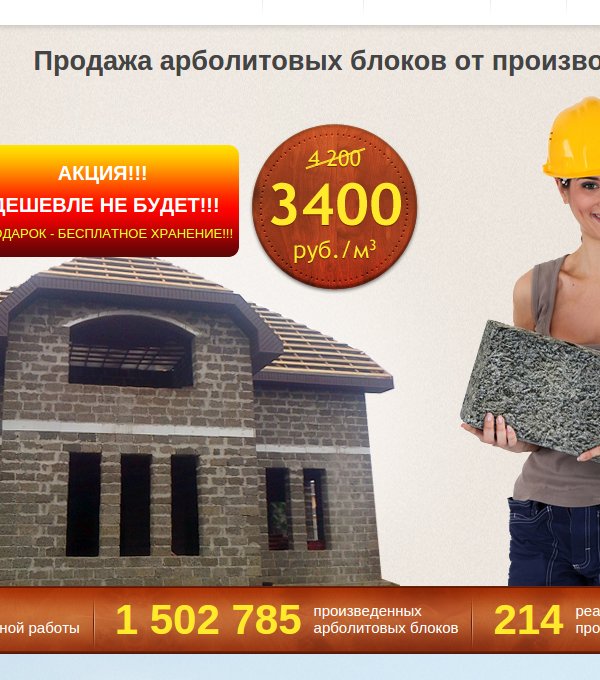 Продажа арболитовых блоков от произво
АКЦИЯ!!!
ДЕШЕВЛЕ НЕ БУДЕТ!!!
ОДАРОК - БЕСПЛАТНОЕ ХРАНЕНИЕ!!!
4 200
3400
руб./м³
ной работы
1 502 785 произведенных
арболитовых блоков
214 реа
про